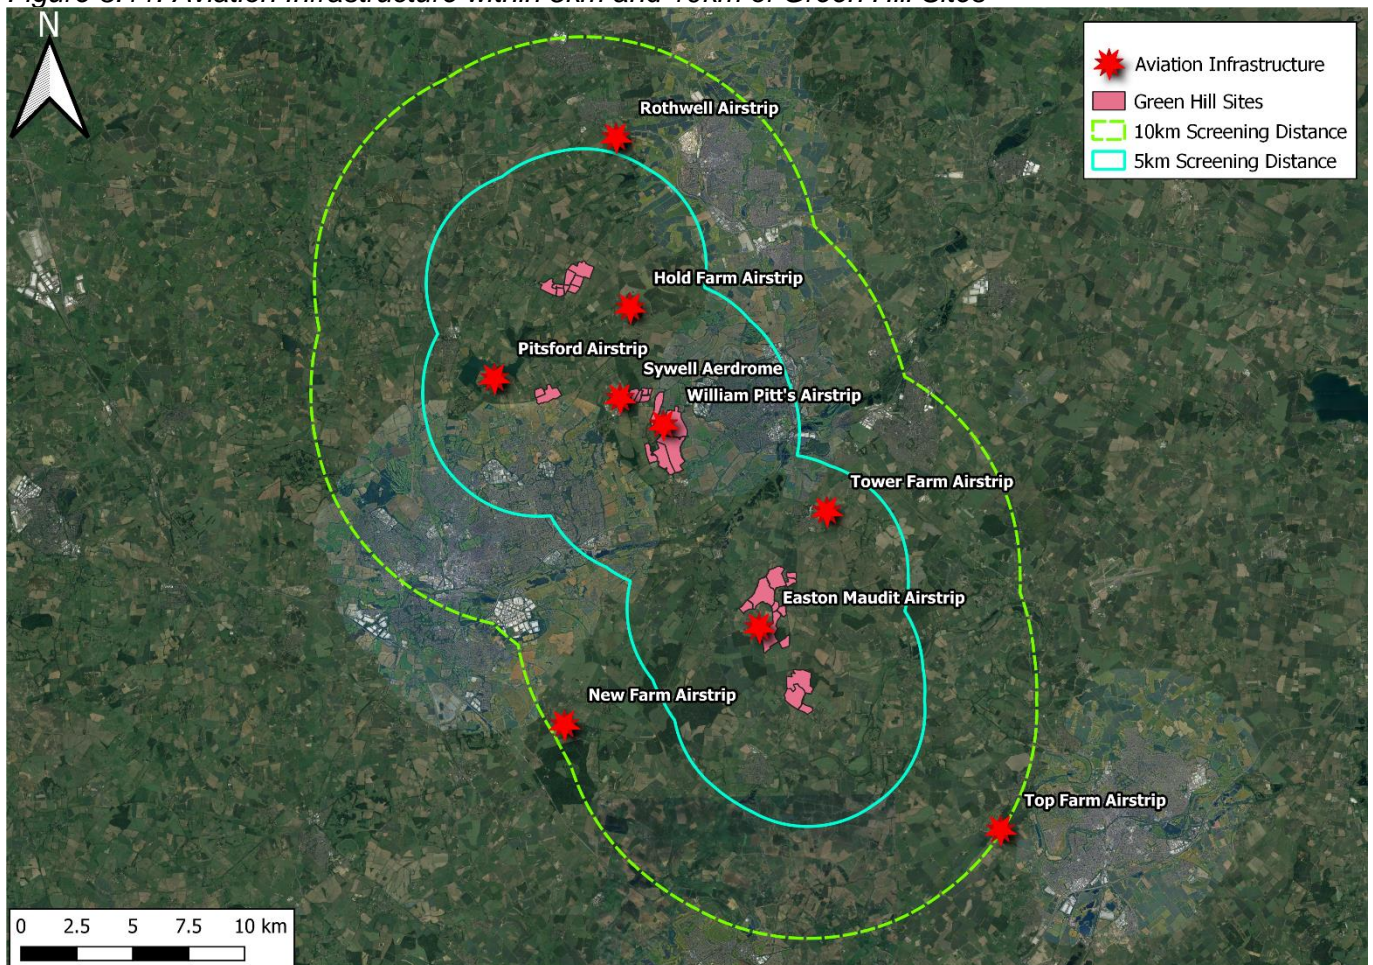 N
Aviation Infrastructure
Green Hill Sites
10km Screening Distance
5km Screening Distance
Rothwell Airstrip
Hold Farm Airstrip
Pitsford Airstrip
Sywell Aerdrome
William Pitt's Airstrip
Tower Farm Airstrip
Easton Maudit Airstrip
New Farm Airstrip
Top Farm Airstrip
0 2.5 5 7.5 10 km